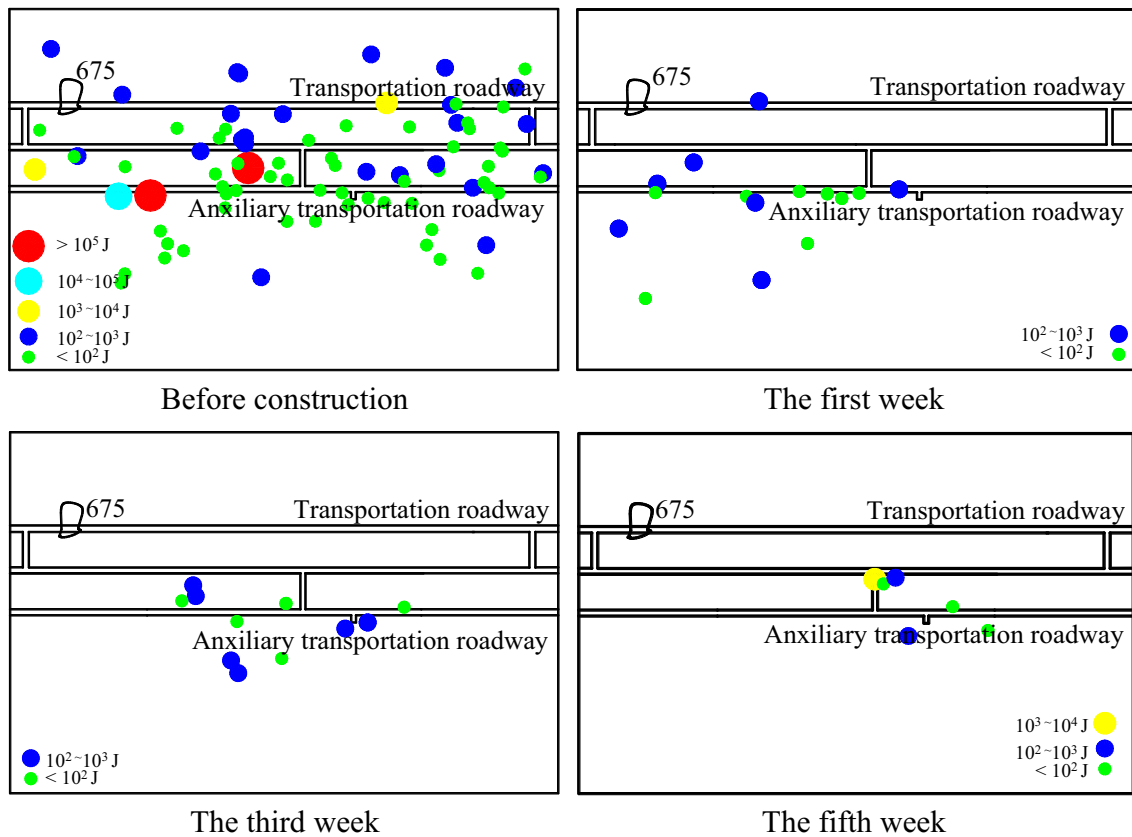 675
Transportation roadway
Anxiliary transportation roadway
> 10⁵ J
10⁴~10⁵ J
10³~10⁴ J
10²~10³ J
< 10² J
Before construction
675
Transportation roadway
Anxiliary transportation roadway
10²~10³ J
< 10² J
The first week
675
Transportation roadway
Anxiliary transportation roadway
10²~10³ J
< 10² J
The third week
675
Transportation roadway
Anxiliary transportation roadway
10³~10⁴ J
10²~10³ J
< 10² J
The fifth week